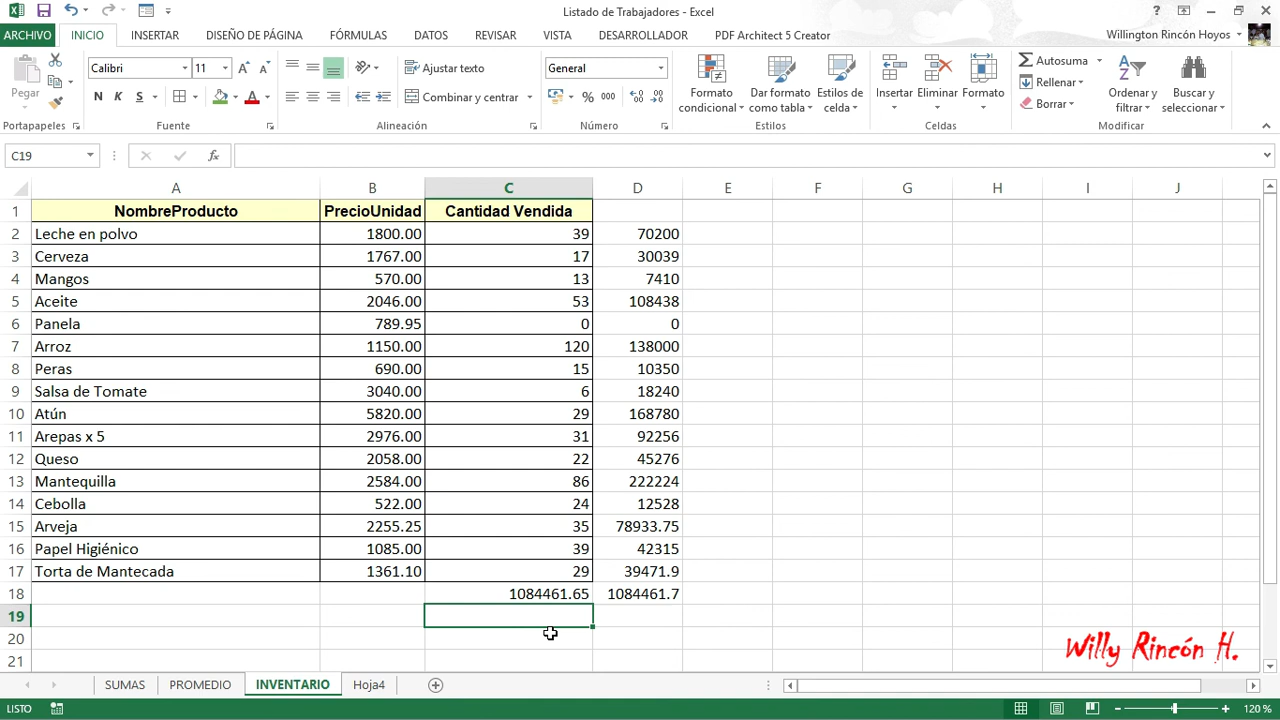 Listado de Trabajadores - Excel
?
ARCHIVO INICIO INSERTAR DISEÑO DE PÁGINA FÓRMULAS DATOS REVISAR VISTA DESARROLLADOR PDF Architect 5 Creator Willington Rincón Hoyos
Pegar
Calibri 11 A A
N K S A
Ajustar texto
Combinar y centrar
General
% 000
Formato condicional
Dar formato como tabla
Estilos de celda
Insertar Eliminar Formato
Autosuma
Rellenar
Borrar
Ordenar y filtrar
Buscar y seleccionar
Portapapeles Fuente Alineación Número Estilos Celdas Modificar
C19 fx
A B C D E F G H I J
1 NombreProducto PrecioUnidad Cantidad Vendida
2 Leche en polvo 1800.00 39 70200
3 Cerveza 1767.00 17 30039
4 Mangos 570.00 13 7410
5 Aceite 2046.00 53 108438
6 Panela 789.95 0 0
7 Arroz 1150.00 120 138000
8 Peras 690.00 15 10350
9 Salsa de Tomate 3040.00 6 18240
10 Atún 5820.00 29 168780
11 Arepas x 5 2976.00 31 92256
12 Queso 2058.00 22 45276
13 Mantequilla 2584.00 86 222224
14 Cebolla 522.00 24 12528
15 Arveja 2255.25 35 78933.75
16 Papel Higiénico 1085.00 39 42315
17 Torta de Mantecada 1361.10 29 39471.9
18 1084461.65 1084461.7
19
20
21
Willy Rincón H.
SUMAS PROMEDIO INVENTARIO Hoja4
LISTO 120 %